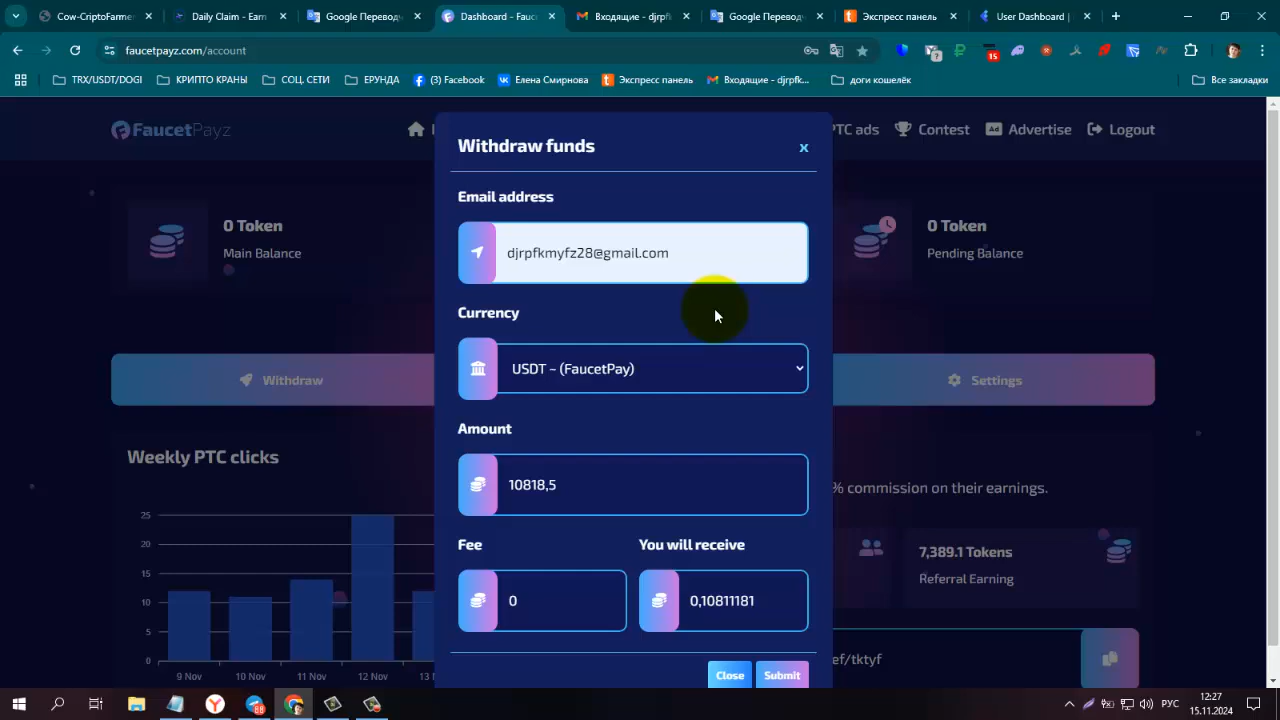 Cow-CriptoFarme
Daily Claim - Earn
Google Переводч
Dashboard - Fauc
Входящие - djrpf
Google Переводч
Экспресс панель
User Dashboard |
faucetpayz.com/account
TRX/USDT/DOGI
КРИПТО КРАНЫ
СОЦ. СЕТИ
ЕРУНДА
(3) Facebook
Елена Смирнова
Экспресс панель
Входящие - djrpfk...
доги кошелёк
Все закладки
FaucetPayz
PTC ads
Contest
Advertise
Logout
Withdraw funds
x
Email address
djrpfkmyfz28@gmail.com
0 Token
Main Balance
0 Token
Pending Balance
Currency
USDT - (FaucetPay)
Withdraw
Settings
Amount
10818,5
Weekly PTC clicks
% commission on their earnings.
Fee
You will receive
0
0,10811181
7,389.1 Tokens
Referral Earning
25
20
15
10
5
0
9 Nov
10 Nov
11 Nov
12 Nov
13 N
ef/tktyf
Close
Submit
15
7
88
РУС
12:27
15.11.2024